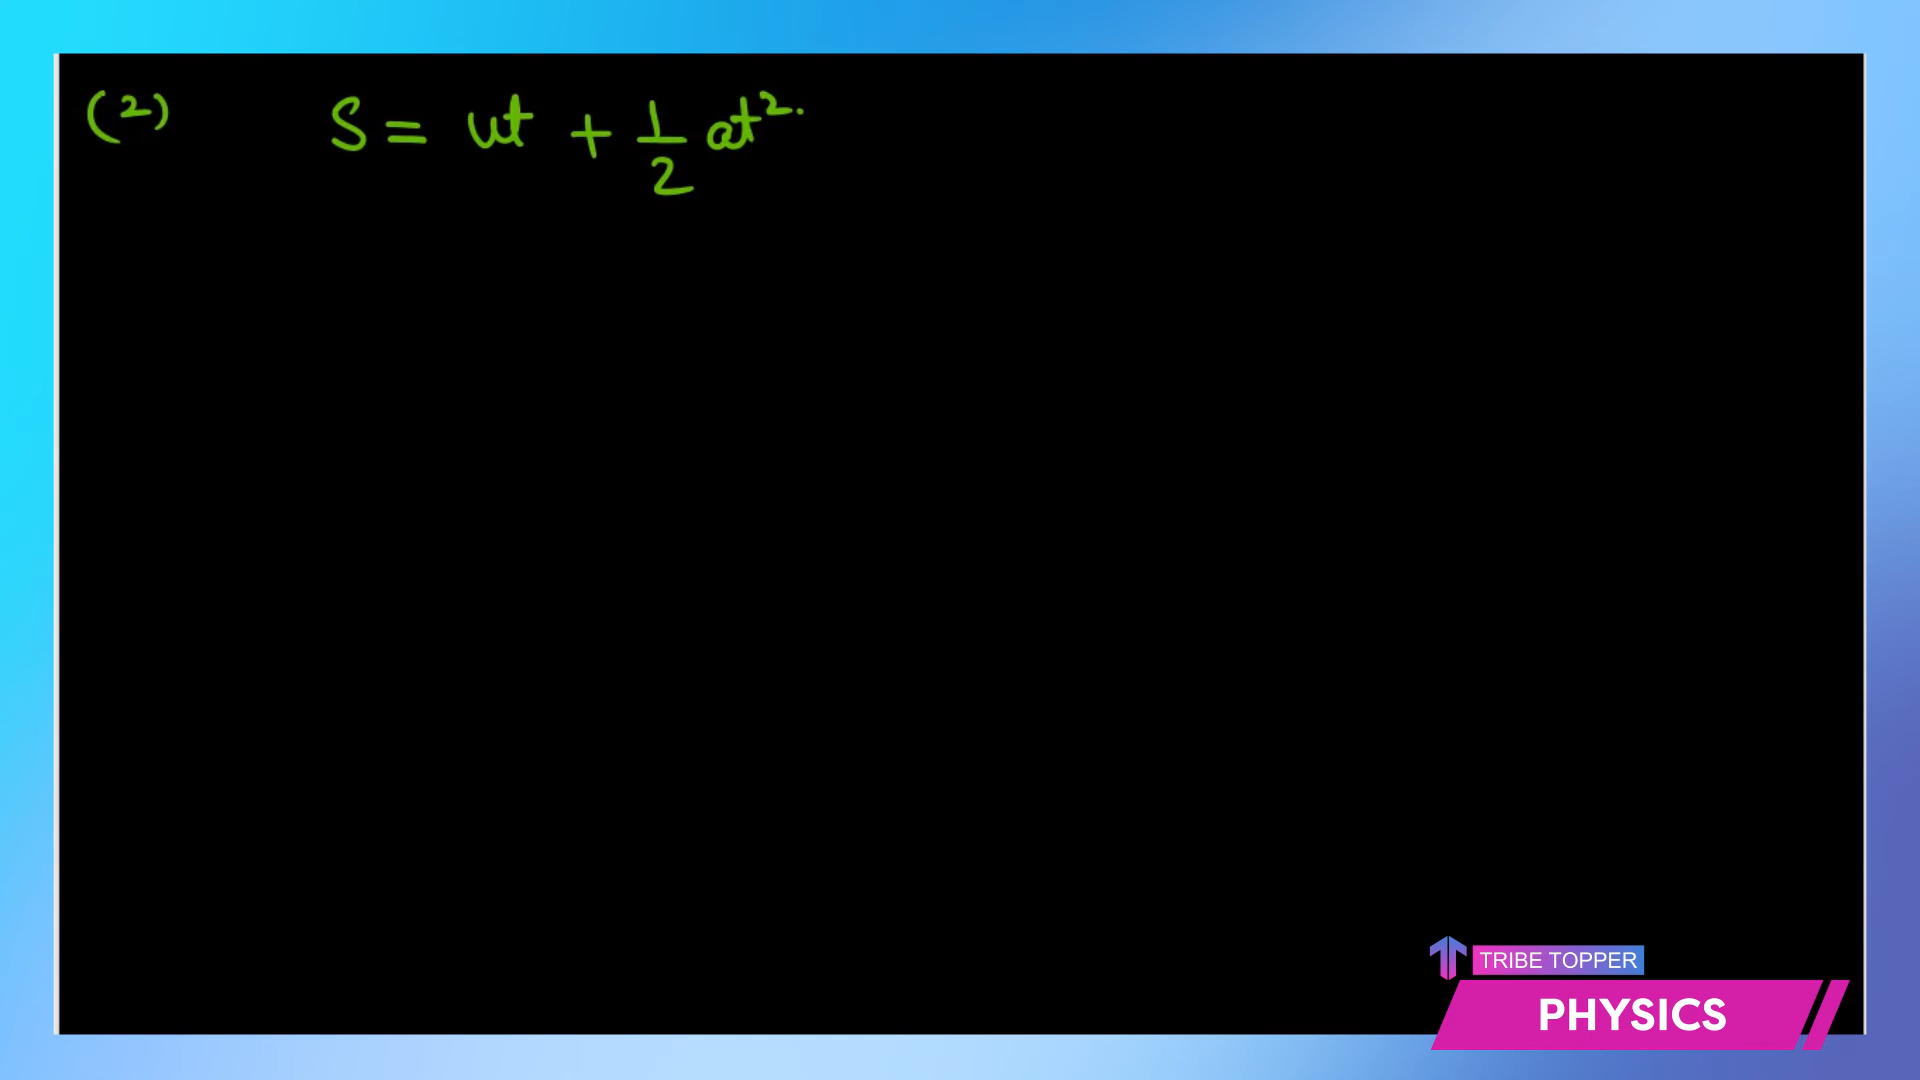 (2) S = ut + 1/2 at².
TRIBE TOPPER
PHYSICS